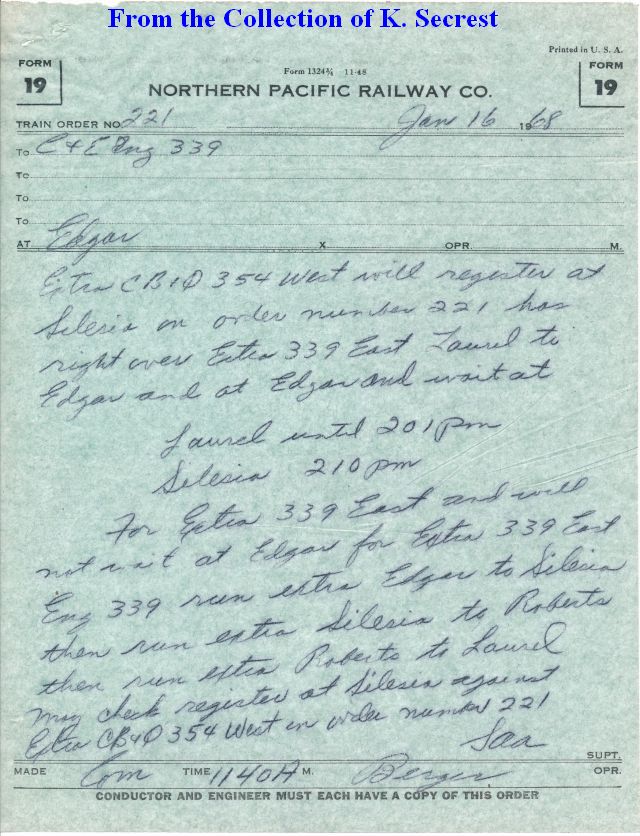 From the Collection of K. Secrest
Printed in U. S. A.
FORM
19
Form 1324¾ 11-48
FORM
19
NORTHERN PACIFIC RAILWAY CO.
TRAIN ORDER NO. 221 Jan 16 1968
To C & E Eng 339
To
To
To
AT Edgar X OPR. M.
Extra CB&Q 354 West will register at
Silesia on order number 221 has
right over Extra 339 East Laurel to
Edgar and at Edgar and wait at
Laurel until 201 pm
Silesia 210 pm
For Extra 339 East and will
not wait at Edgar for Extra 339 East
Eng 339 run extra Edgar to Silesia
then run extra Silesia to Roberts
then run extra Roberts to Laurel
may check register at Silesia against
Extra CB&Q 354 West on order number 221
SUPT.
MADE Com TIME 1140A M. Berger OPR.
CONDUCTOR AND ENGINEER MUST EACH HAVE A COPY OF THIS ORDER